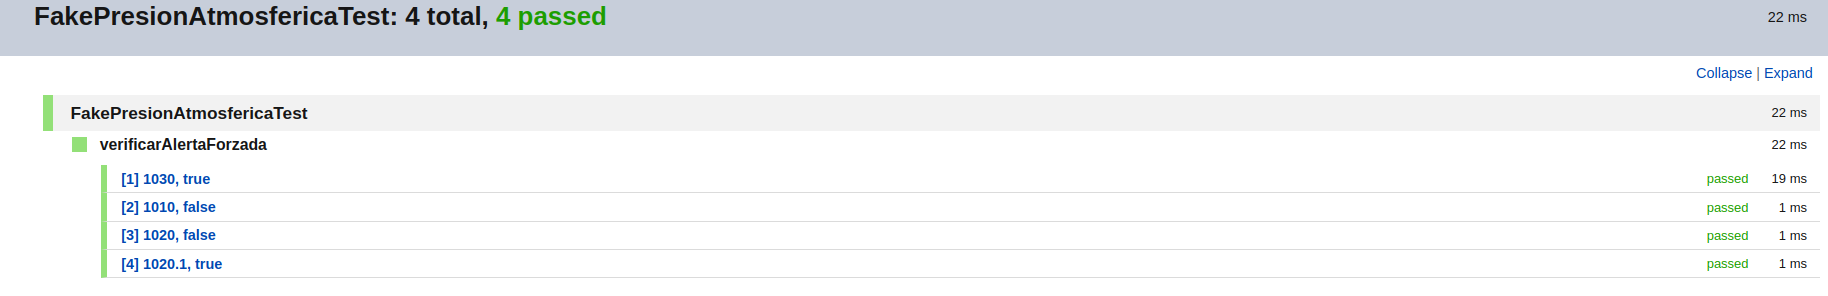 FakePresionAtmosfericaTest: 4 total, 4 passed 22 ms
Collapse | Expand
FakePresionAtmosfericaTest 22 ms
verificarAlertaForzada 22 ms
[1] 1030, true passed 19 ms
[2] 1010, false passed 1 ms
[3] 1020, false passed 1 ms
[4] 1020.1, true passed 1 ms